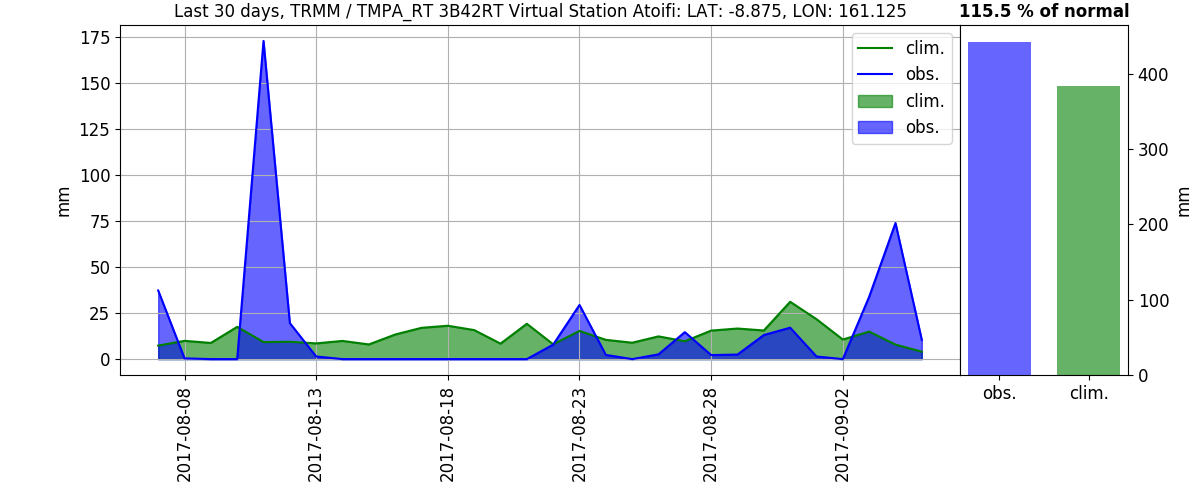 Last 30 days, TRMM / TMPA_RT 3B42RT Virtual Station Atoifi: LAT: -8.875, LON: 161.125
115.5 % of normal
175
150
125
100
75
50
25
0
mm
clim.
obs.
clim.
obs.
2017-08-08
2017-08-13
2017-08-18
2017-08-23
2017-08-28
2017-09-02
400
300
200
100
0
mm
obs.
clim.